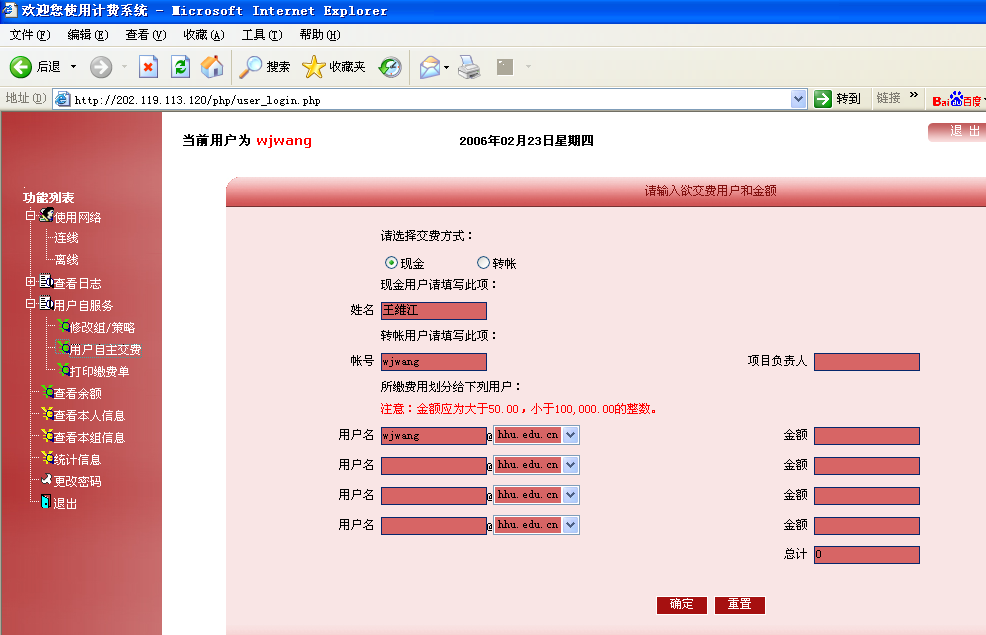 欢迎您使用计费系统 - Microsoft Internet Explorer
文件(F) 编辑(E) 查看(V) 收藏(A) 工具(T) 帮助(H)
后退 搜索 收藏夹
地址(D) http://202.119.113.120/php/user_login.php 转到 链接 » Bai百度
当前用户为 wjwang 2006年02月23日星期四
退 出
请输入欲交费用户和金额
功能列表
使用网络
连线
离线
查看日志
用户自服务
修改组/策略
用户自主交费
打印缴费单
查看余额
查看本人信息
查看本组信息
统计信息
更改密码
退出
请选择交费方式：
现金 转帐
现金用户请填写此项：
姓名 王维江
转帐用户请填写此项：
帐号 wjwang 项目负责人
所缴费用划分给下列用户：
注意：金额应为大于50.00，小于100,000.00的整数。
用户名 wjwang @ hhu.edu.cn 金额
用户名 @ hhu.edu.cn 金额
用户名 @ hhu.edu.cn 金额
用户名 @ hhu.edu.cn 金额
总计 0
确定 重置